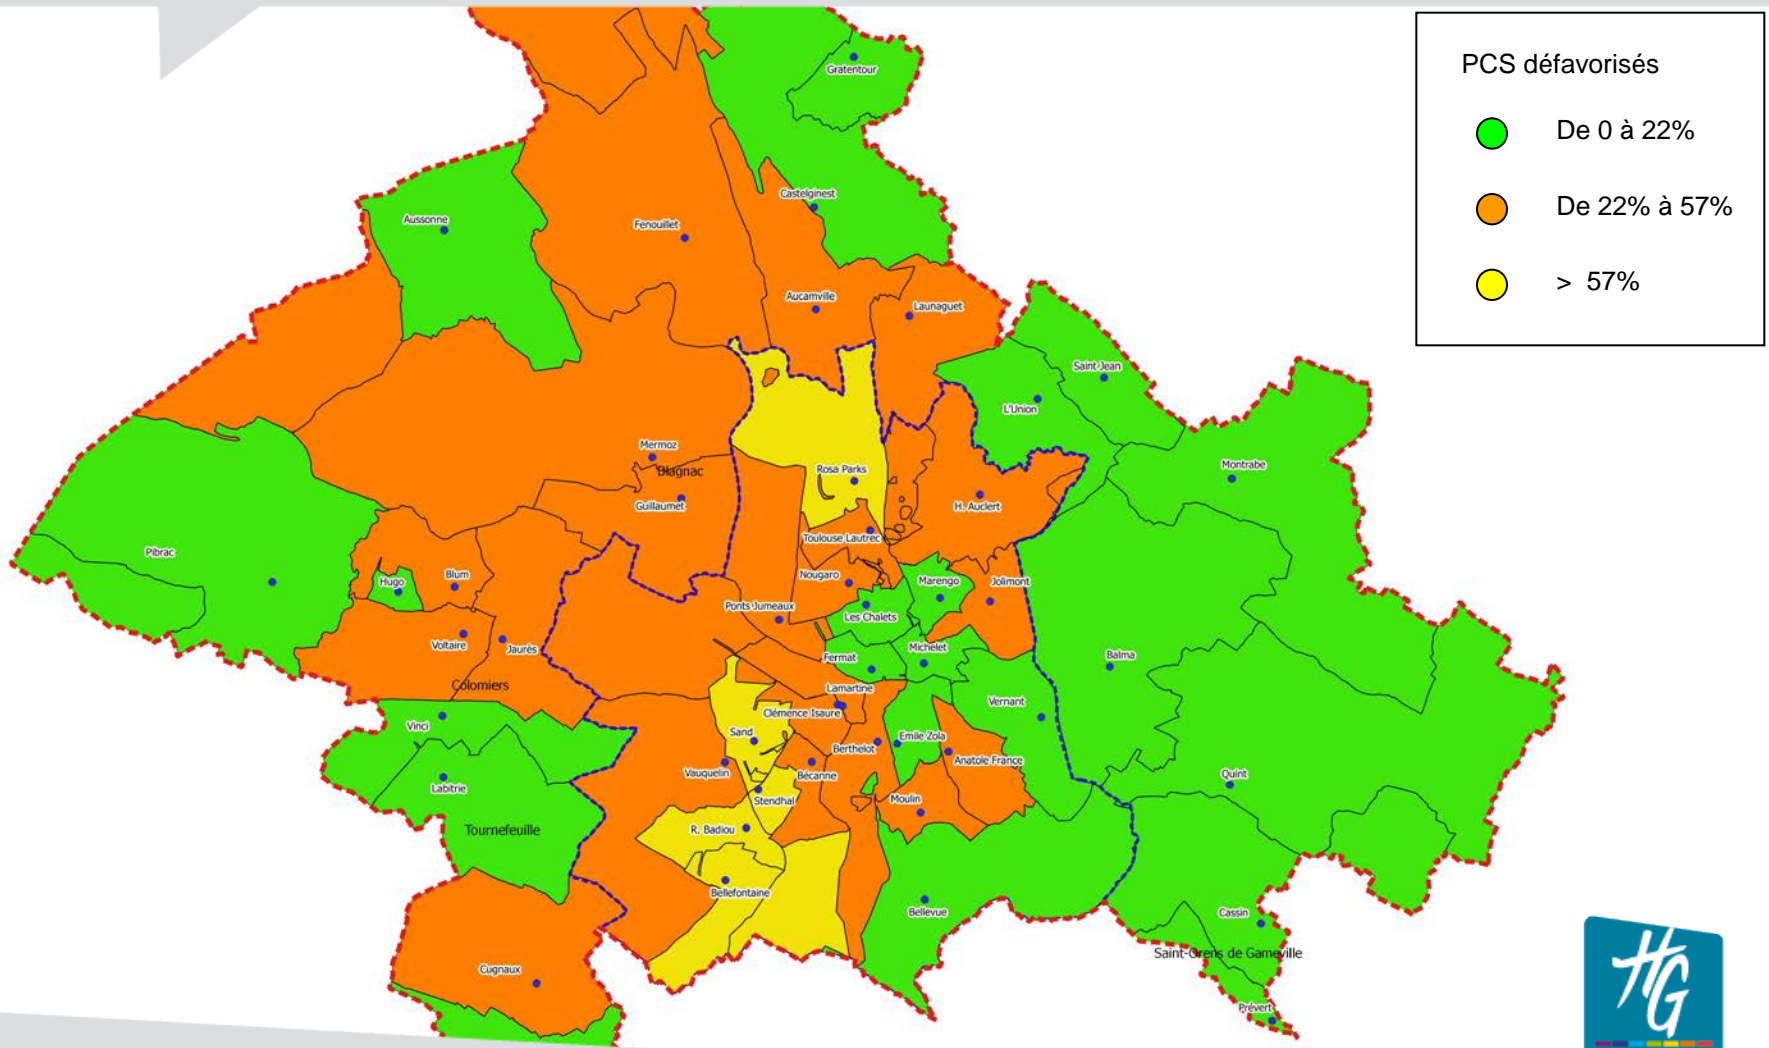 PCS défavorisés
De 0 à 22%
De 22% à 57%
> 57%
Gratentour
Castelginest
Aussonne
Fenouillet
Aucamville
Launaguet
Saint Jean
L'Union
Mermoz
Blagnac
Rosa Parks
Montrabe
Guillaumet
H. Auclert
Toulouse Lautrec
Pibrac
Hugo
Blum
Nougaro
Marengo
Jolimont
Ponts Jumeaux
Les Chalets
Voltaire
Jaurès
Fermat
Michelet
Balma
Colomiers
Lamartine
Vernant
Clémence Isaure
Vinci
Sand
Emile Zola
Berthelot
Anatole France
Vauquelin
Bécanne
Quint
Labitrie
Stendhal
Moulin
Tournefeuille
R. Badiou
Bellefontaine
Bellevue
Cassin
Saint-Orens de Gameville
Cugnaux
Prévert
HG